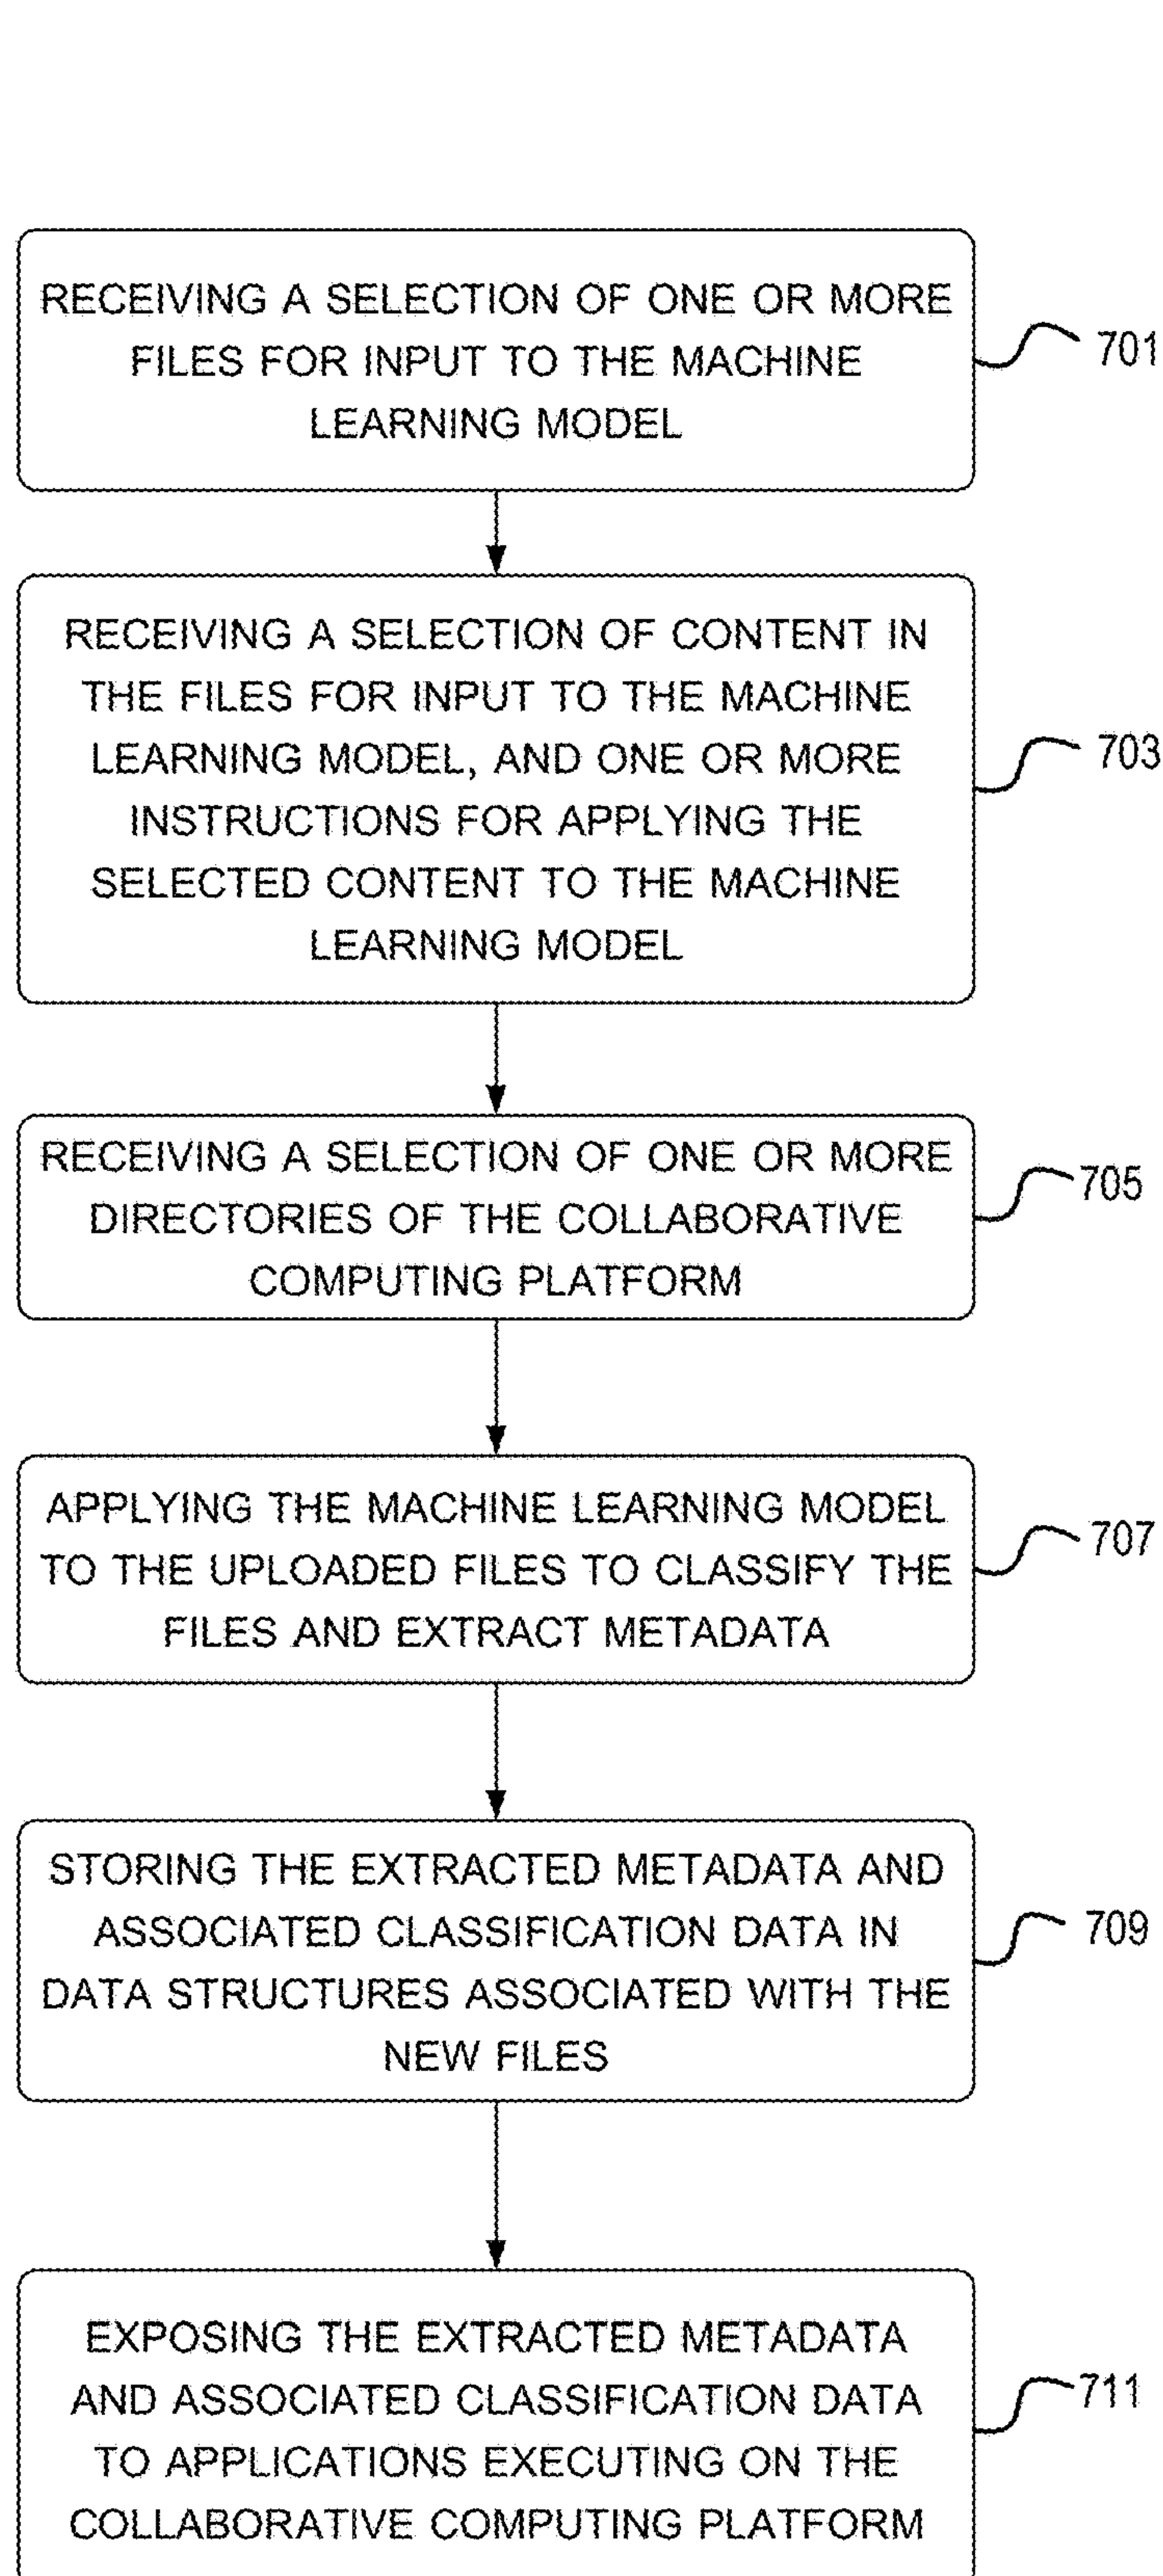 RECEIVING A SELECTION OF ONE OR MORE
FILES FOR INPUT TO THE MACHINE
LEARNING MODEL
701
RECEIVING A SELECTION OF CONTENT IN
THE FILES FOR INPUT TO THE MACHINE
LEARNING MODEL, AND ONE OR MORE
INSTRUCTIONS FOR APPLYING THE
SELECTED CONTENT TO THE MACHINE
LEARNING MODEL
703
RECEIVING A SELECTION OF ONE OR MORE
DIRECTORIES OF THE COLLABORATIVE
COMPUTING PLATFORM
705
APPLYING THE MACHINE LEARNING MODEL
TO THE UPLOADED FILES TO CLASSIFY THE
FILES AND EXTRACT METADATA
707
STORING THE EXTRACTED METADATA AND
ASSOCIATED CLASSIFICATION DATA IN
DATA STRUCTURES ASSOCIATED WITH THE
NEW FILES
709
EXPOSING THE EXTRACTED METADATA
AND ASSOCIATED CLASSIFICATION DATA
TO APPLICATIONS EXECUTING ON THE
COLLABORATIVE COMPUTING PLATFORM
711